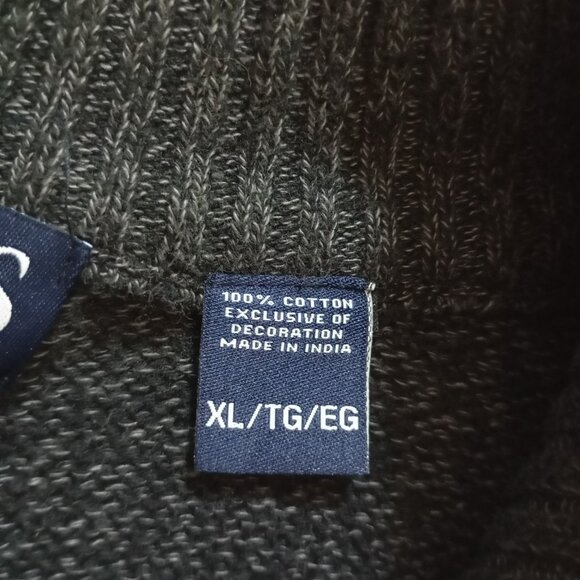 100% COTTON
EXCLUSIVE OF
DECORATION
MADE IN INDIA
XL/TG/EG